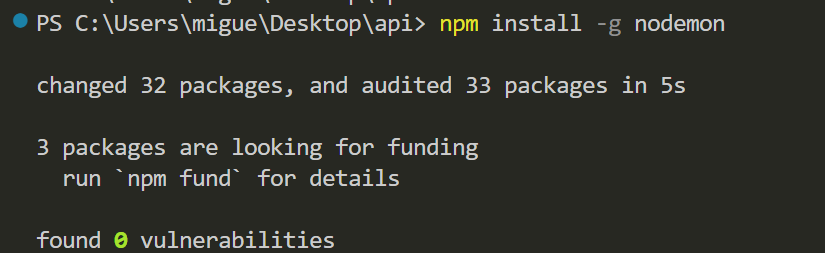 PS C:\Users\migue\Desktop\api> npm install -g nodemon
changed 32 packages, and audited 33 packages in 5s
3 packages are looking for funding
run `npm fund` for details
found 0 vulnerabilities